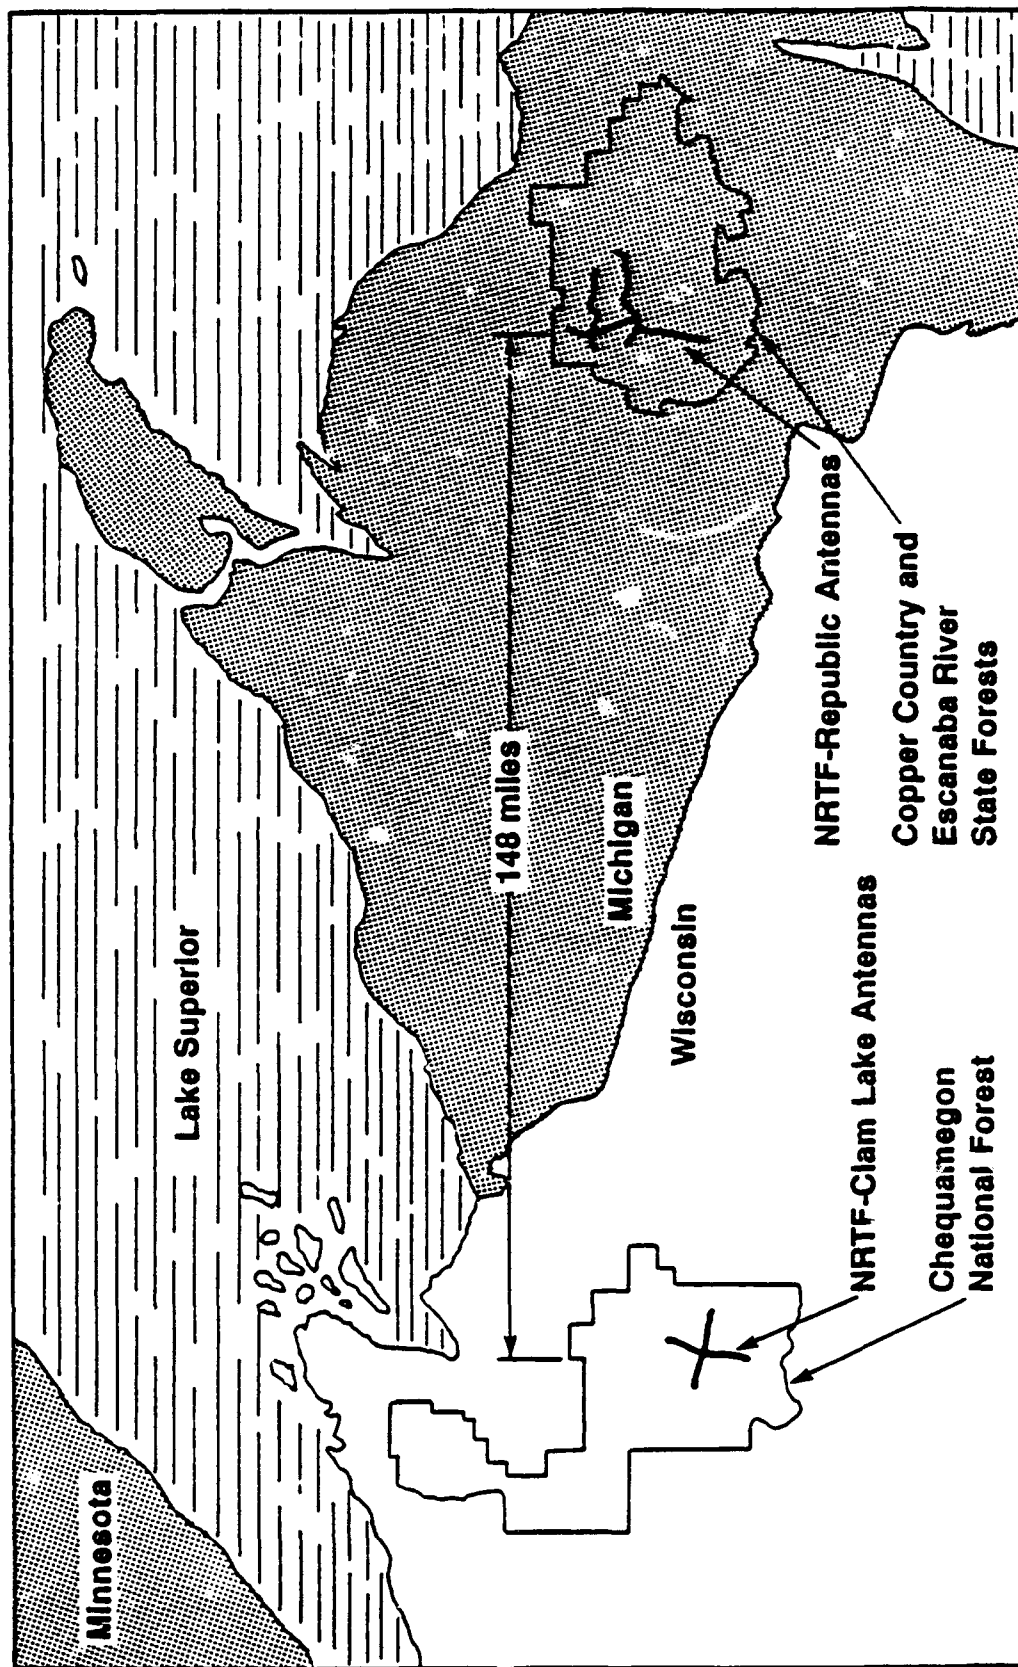 Minnesota
Lake Superior
148 miles
Michigan
Wisconsin
NRTF-Clam Lake Antennas
Chequamegon
National Forest
NRTF-Republic Antennas
Copper Country and
Escanaba River
State Forests